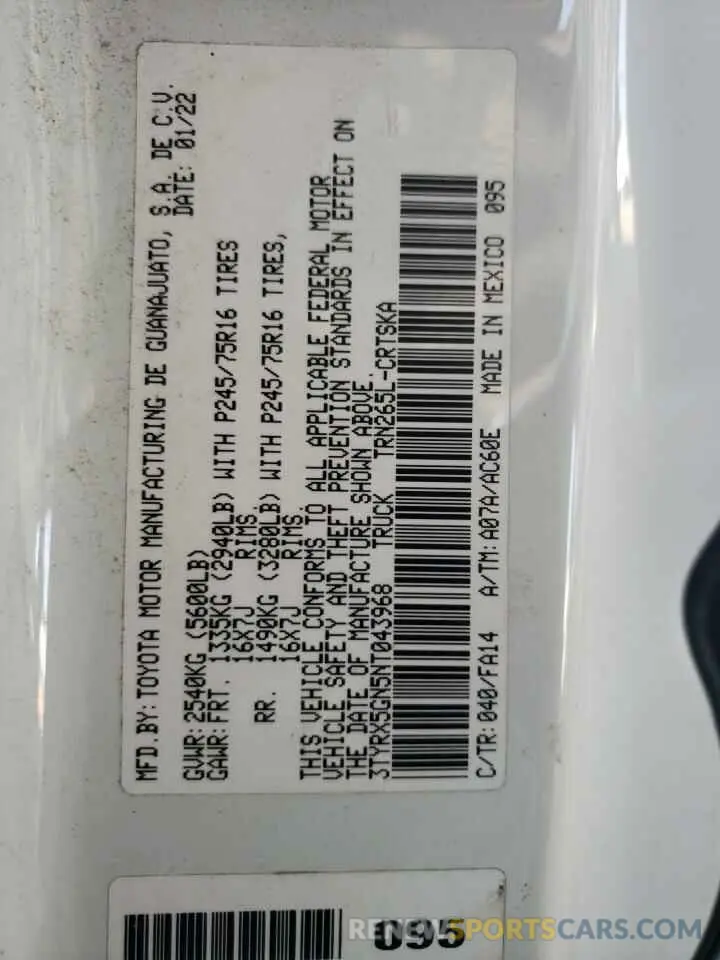 MFD.BY:TOYOTA MOTOR MANUFACTURING DE GUANAJUATO, S.A. DE C.V.
DATE: 01/22
GVWR:2540KG (5600LB)
GAWR:FRT. 1335KG (2940LB) WITH P245/75R16 TIRES
16X7J RIMS.
RR. 1490KG (3280LB) WITH P245/75R16 TIRES,
16X7J RIMS.
THIS VEHICLE CONFORMS TO ALL APPLICABLE FEDERAL MOTOR
VEHICLE SAFETY AND THEFT PREVENTION STANDARDS IN EFFECT ON
THE DATE OF MANUFACTURE SHOWN ABOVE.
3TYRX5GN5NT043968 TRUCK TRN265L-CRTSKA
C/TR:040/FA14 A/TM:A07A/AC60E MADE IN MEXICO 095
095
RENEWSPORTSCARS.COM